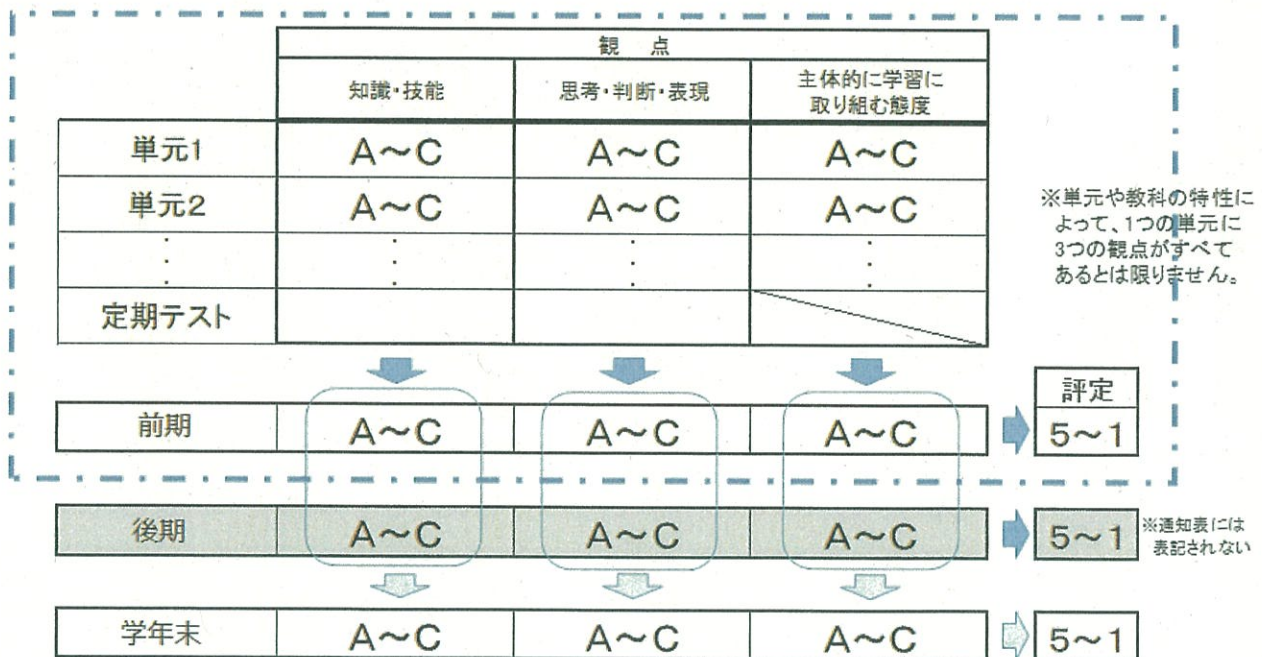 観 点
知識・技能 思考・判断・表現 主体的に学習に
取り組む態度
単元1 A～C A～C A～C
単元2 A～C A～C A～C
： ： ： ：
定期テスト
※単元や教科の特性に
よって、1つの単元に
3つの観点がすべて
あるとは限りません。
評定
前期 A～C A～C A～C 5～1
後期 A～C A～C A～C 5～1
※通知表には
表記されない
学年末 A～C A～C A～C 5～1